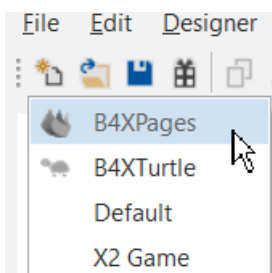 File Edit Designer
B4XPages
B4XTurtle
Default
X2 Game